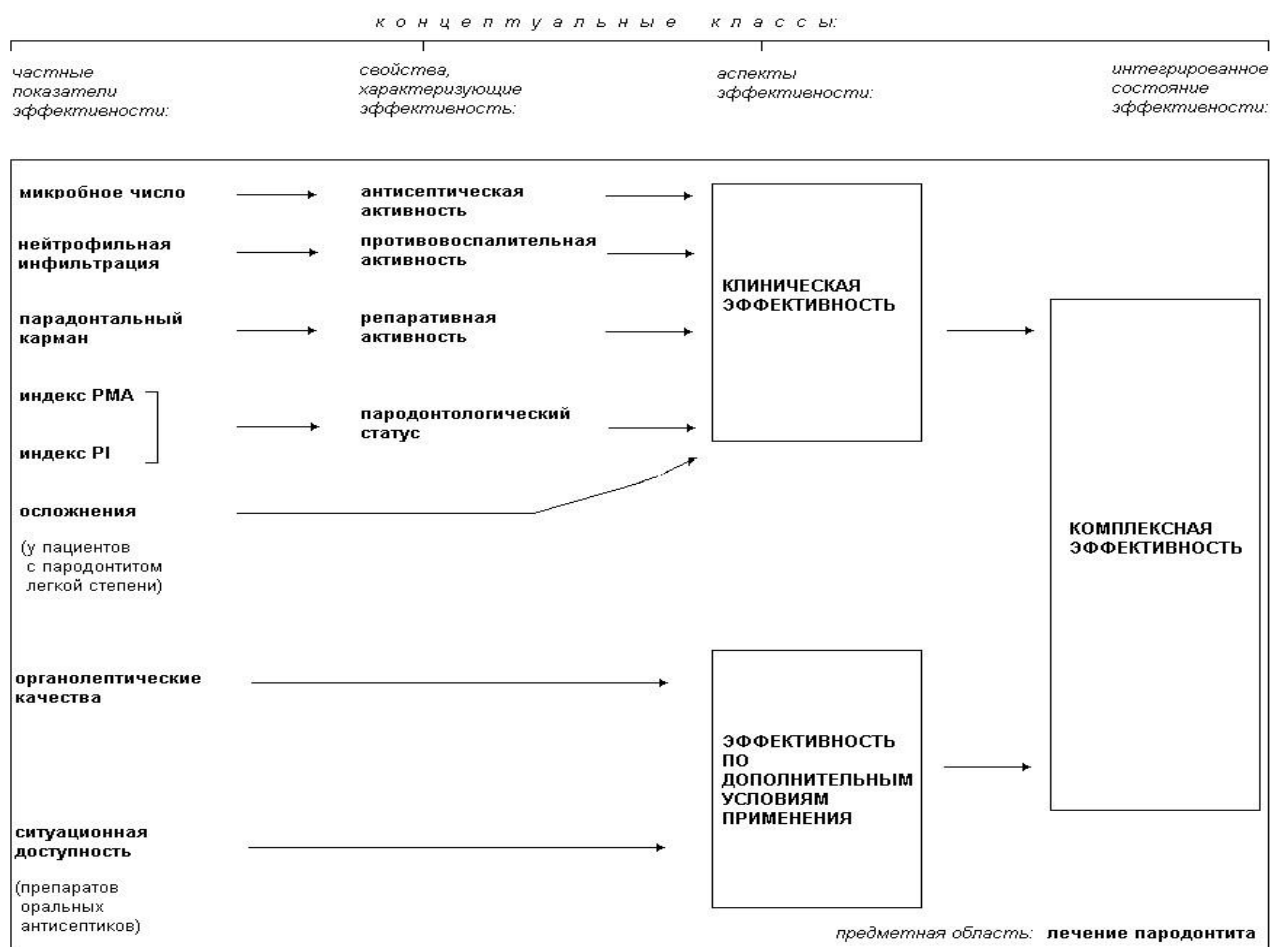 концептуальные классы:
частные
показатели
эффективности:
свойства,
характеризующие
эффективность:
аспекты
эффективности:
интегрированное
состояние
эффективности:
микробное число
антисептическая
активность
нейтрофильная
инфильтрация
противовоспалительная
активность
КЛИНИЧЕСКАЯ
ЭФФЕКТИВНОСТЬ
парадонтальный
карман
репаративная
активность
индекс PMA
индекс PI
пародонтологический
статус
осложнения
(у пациентов
с пародонтитом
легкой степени)
КОМПЛЕКСНАЯ
ЭФФЕКТИВНОСТЬ
органолептические
качества
ЭФФЕКТИВНОСТЬ
ПО
ДОПОЛНИТЕЛЬНЫМ
УСЛОВИЯМ
ПРИМЕНЕНИЯ
ситуационная
доступность
(препаратов
оральных
антисептиков)
предметная область: лечение пародонтита